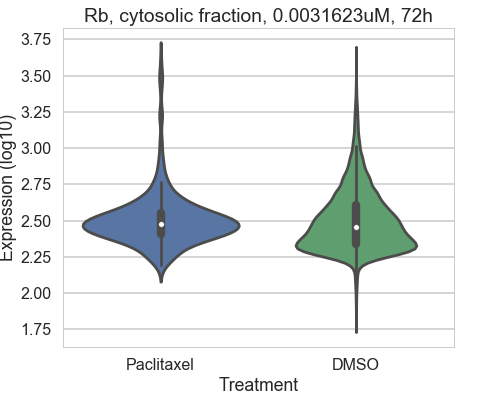 Rb, cytosolic fraction, 0.0031623uM, 72h
Expression (log10)
3.75
3.50
3.25
3.00
2.75
2.50
2.25
2.00
1.75
Paclitaxel DMSO
Treatment